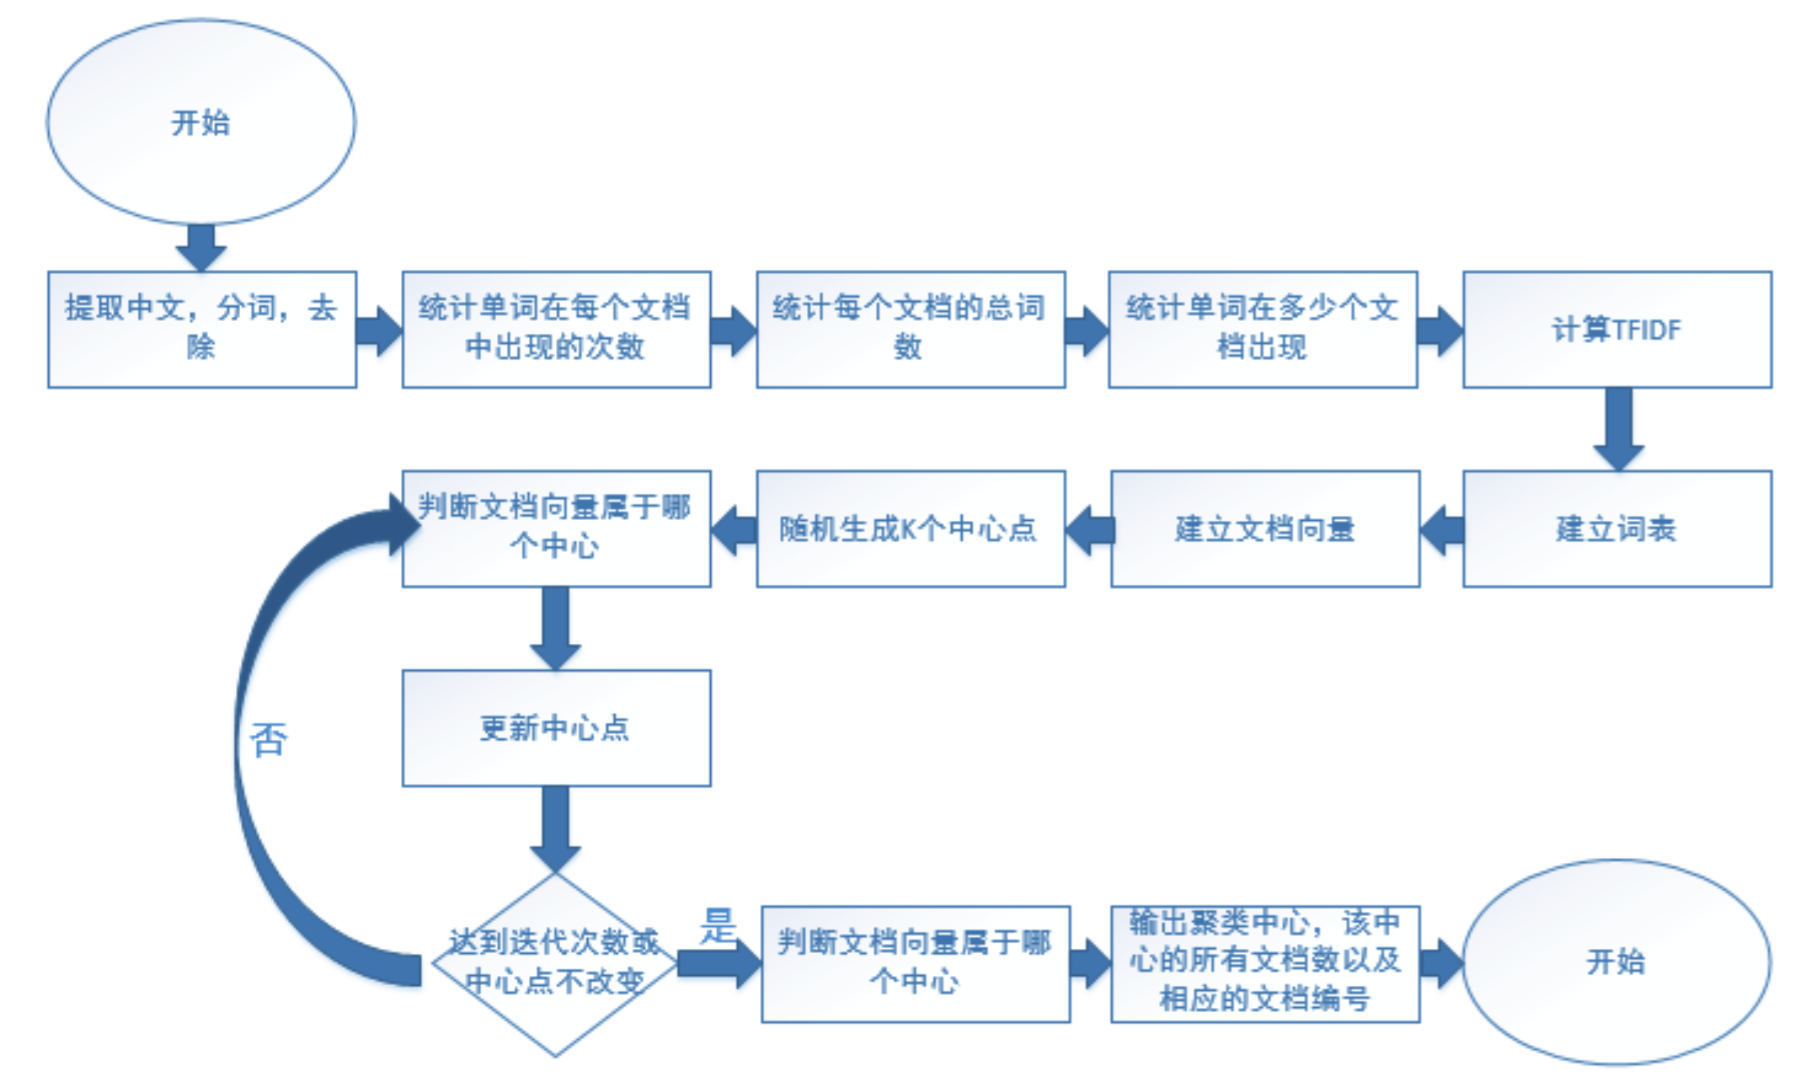 开始
提取中文，分词，去
除
统计单词在每个文档
中出现的次数
统计每个文档的总词
数
统计单词在多少个文
档出现
计算TFIDF
建立词表
建立文档向量
随机生成K个中心点
判断文档向量属于哪
个中心
更新中心点
否
达到迭代次数或
中心点不改变
是
判断文档向量属于哪
个中心
输出聚类中心，该中
心的所有文档数以及
相应的文档编号
开始